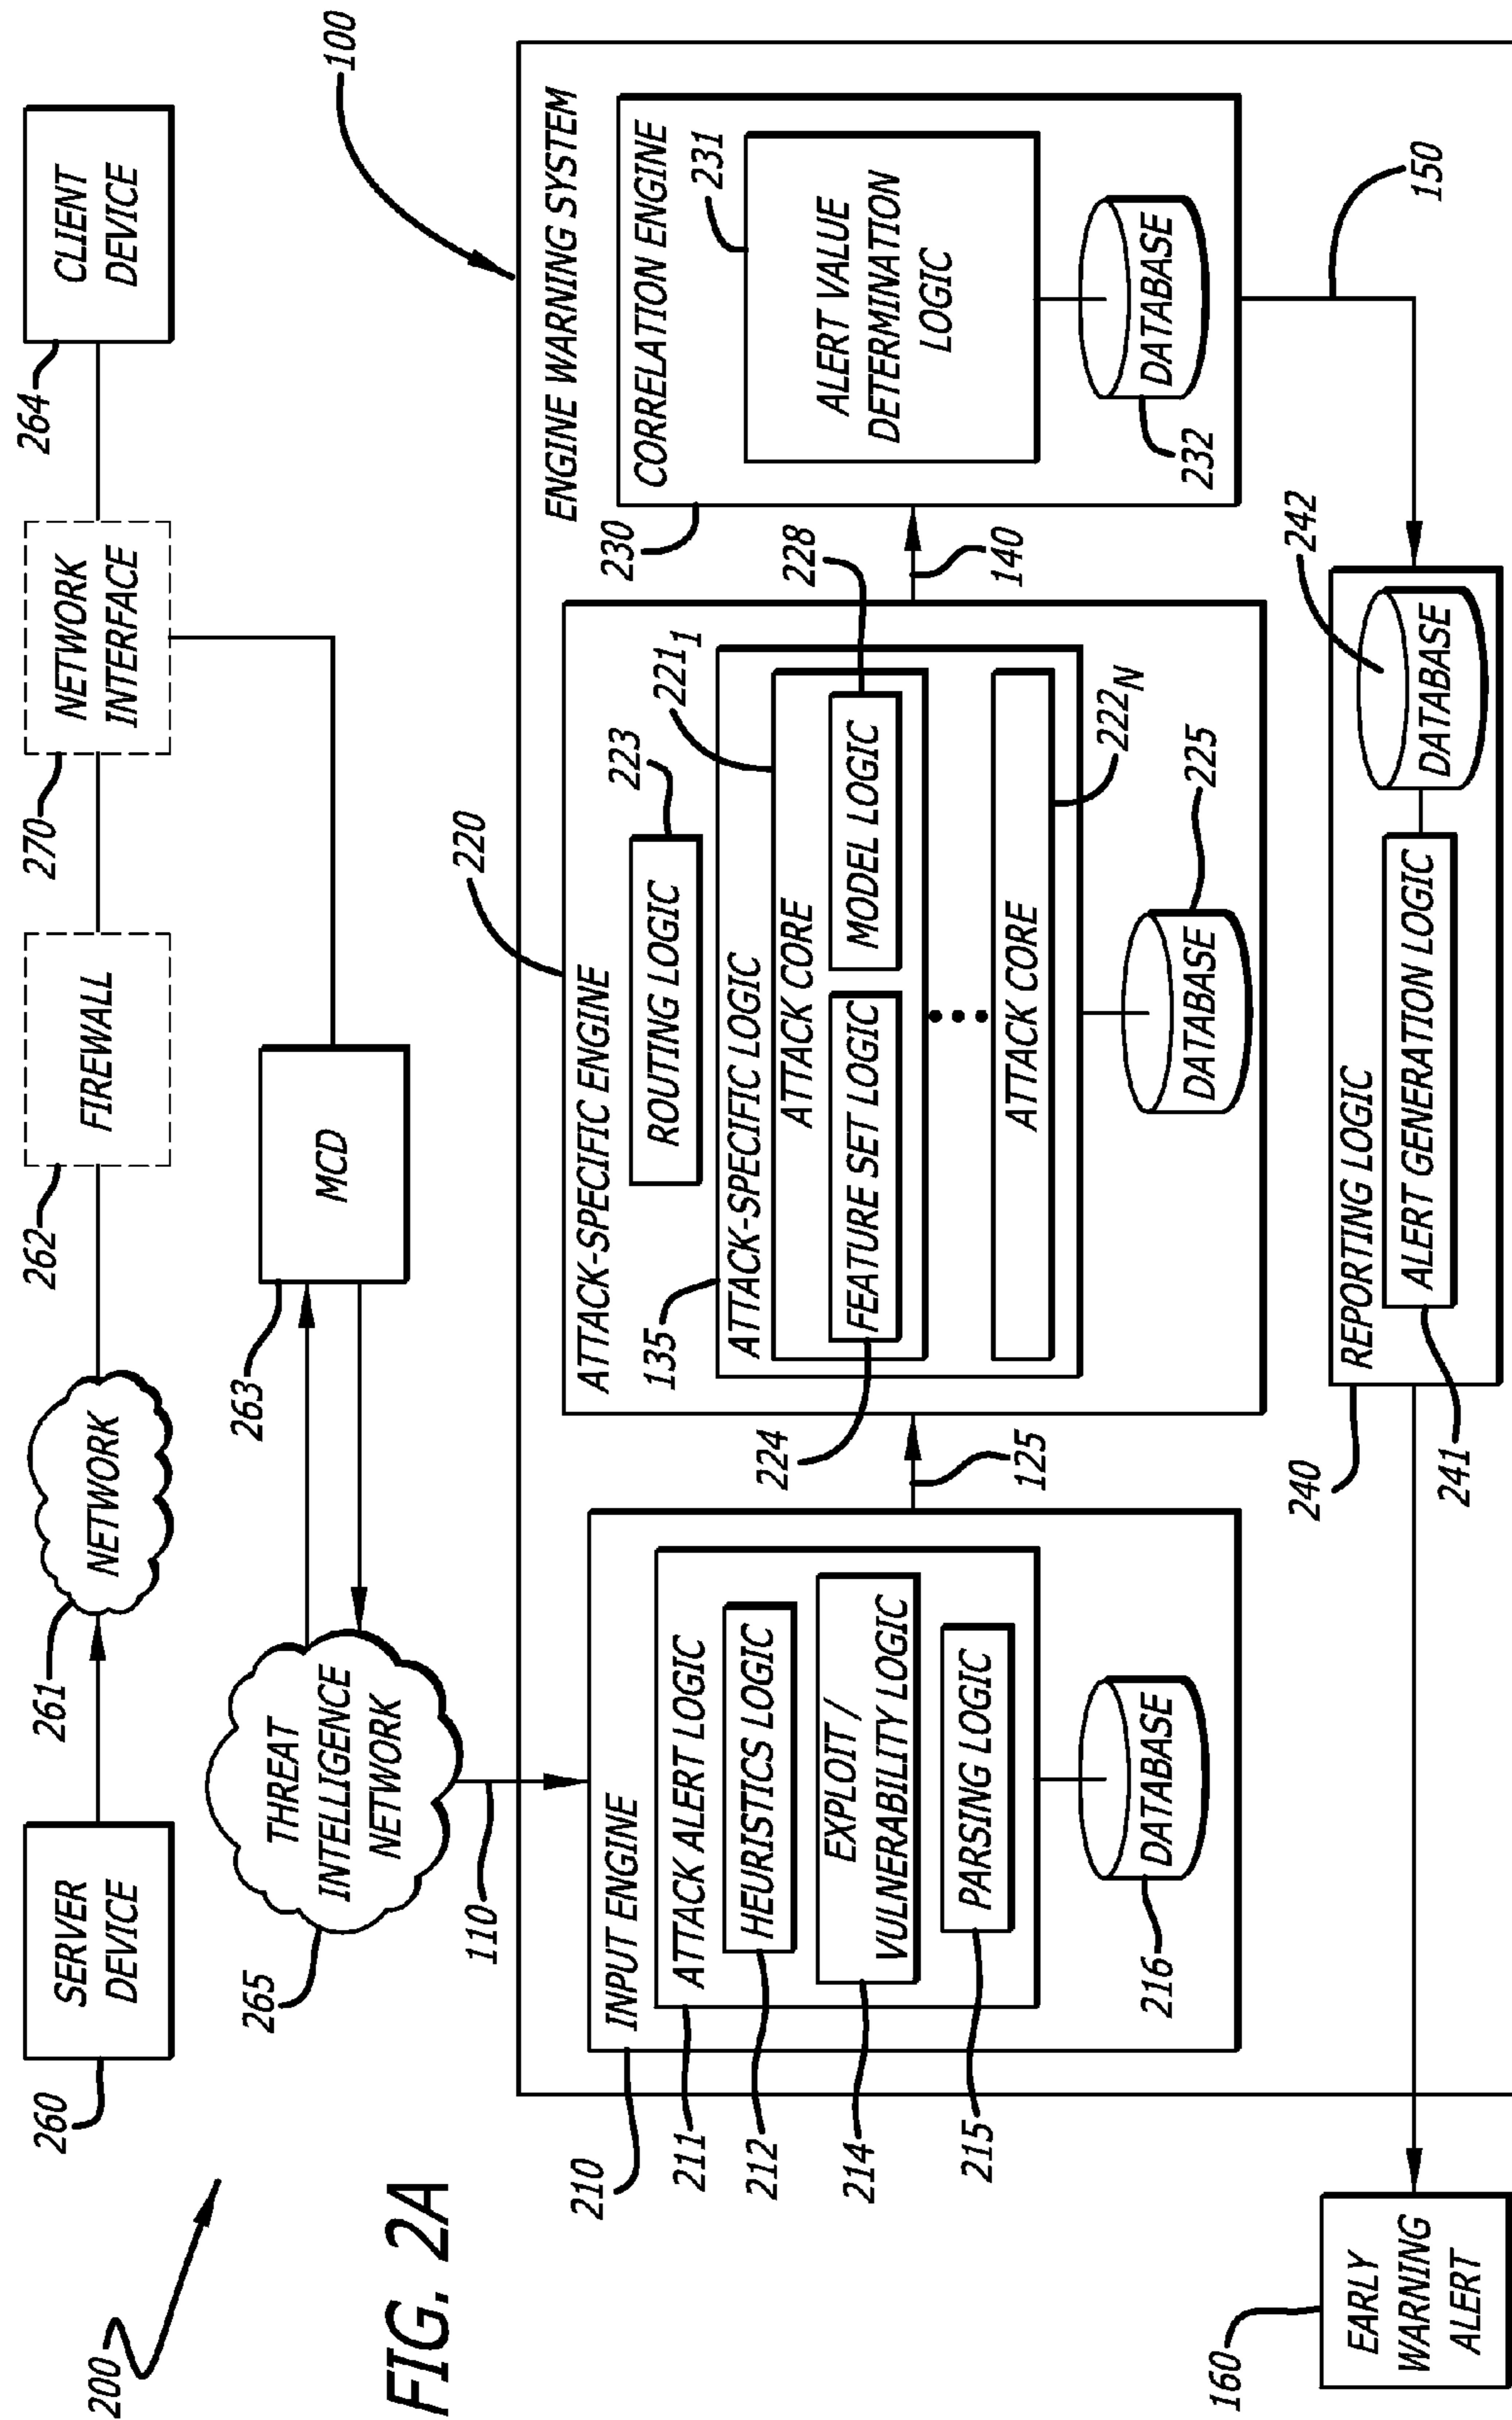 200
260
SERVER
DEVICE
261
NETWORK
262
FIREWALL
270
NETWORK
INTERFACE
264
CLIENT
DEVICE
265
THREAT
INTELLIGENCE
NETWORK
263
MCD
100
FIG. 2A
110
ENGINE WARNING SYSTEM
210
INPUT ENGINE
211
ATTACK ALERT LOGIC
212
HEURISTICS LOGIC
214
EXPLOIT /
VULNERABILITY LOGIC
215
PARSING LOGIC
216
DATABASE
125
220
ATTACK-SPECIFIC ENGINE
223
ROUTING LOGIC
135
ATTACK-SPECIFIC LOGIC
221₁
ATTACK CORE
224
FEATURE SET LOGIC
228
MODEL LOGIC
222N
ATTACK CORE
225
DATABASE
140
230
CORRELATION ENGINE
231
ALERT VALUE
DETERMINATION
LOGIC
232
DATABASE
150
240
REPORTING LOGIC
241
ALERT GENERATION LOGIC
242
DATABASE
160
EARLY
WARNING
ALERT